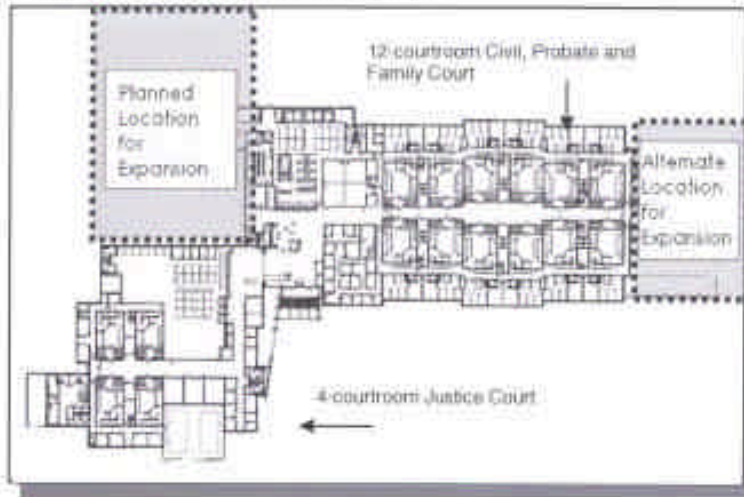 12-courtroom Civil, Probate and
Family Court
Planned
Location
for
Expansion
Alternate
Location
for
Expansion
4-courtroom Justice Court